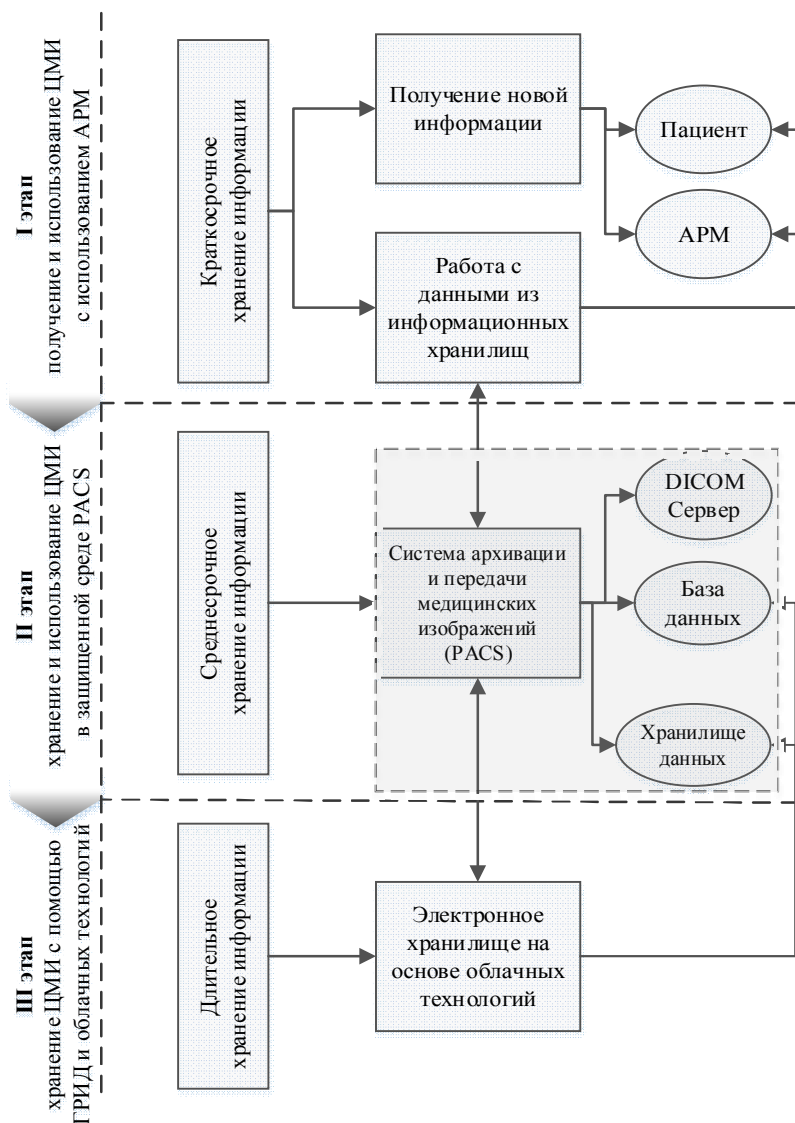 I этап
получение и использование ЦМИ
с использованием АРМ
Краткосрочное
хранение информации
Получение новой
информации
Пациент
АРМ
Работа с
данными из
информационных
хранилищ
II этап
хранение и использование ЦМИ
в защищенной среде PACS
Среднесрочное
хранение информации
Система архивации
и передачи
медицинских
изображений
(PACS)
DICOM
Сервер
База
данных
Хранилище
данных
III этап
хранение ЦМИ с помощью
ГРИД и облачных технологий
Длительное
хранение информации
Электронное
хранилище на
основе облачных
технологий